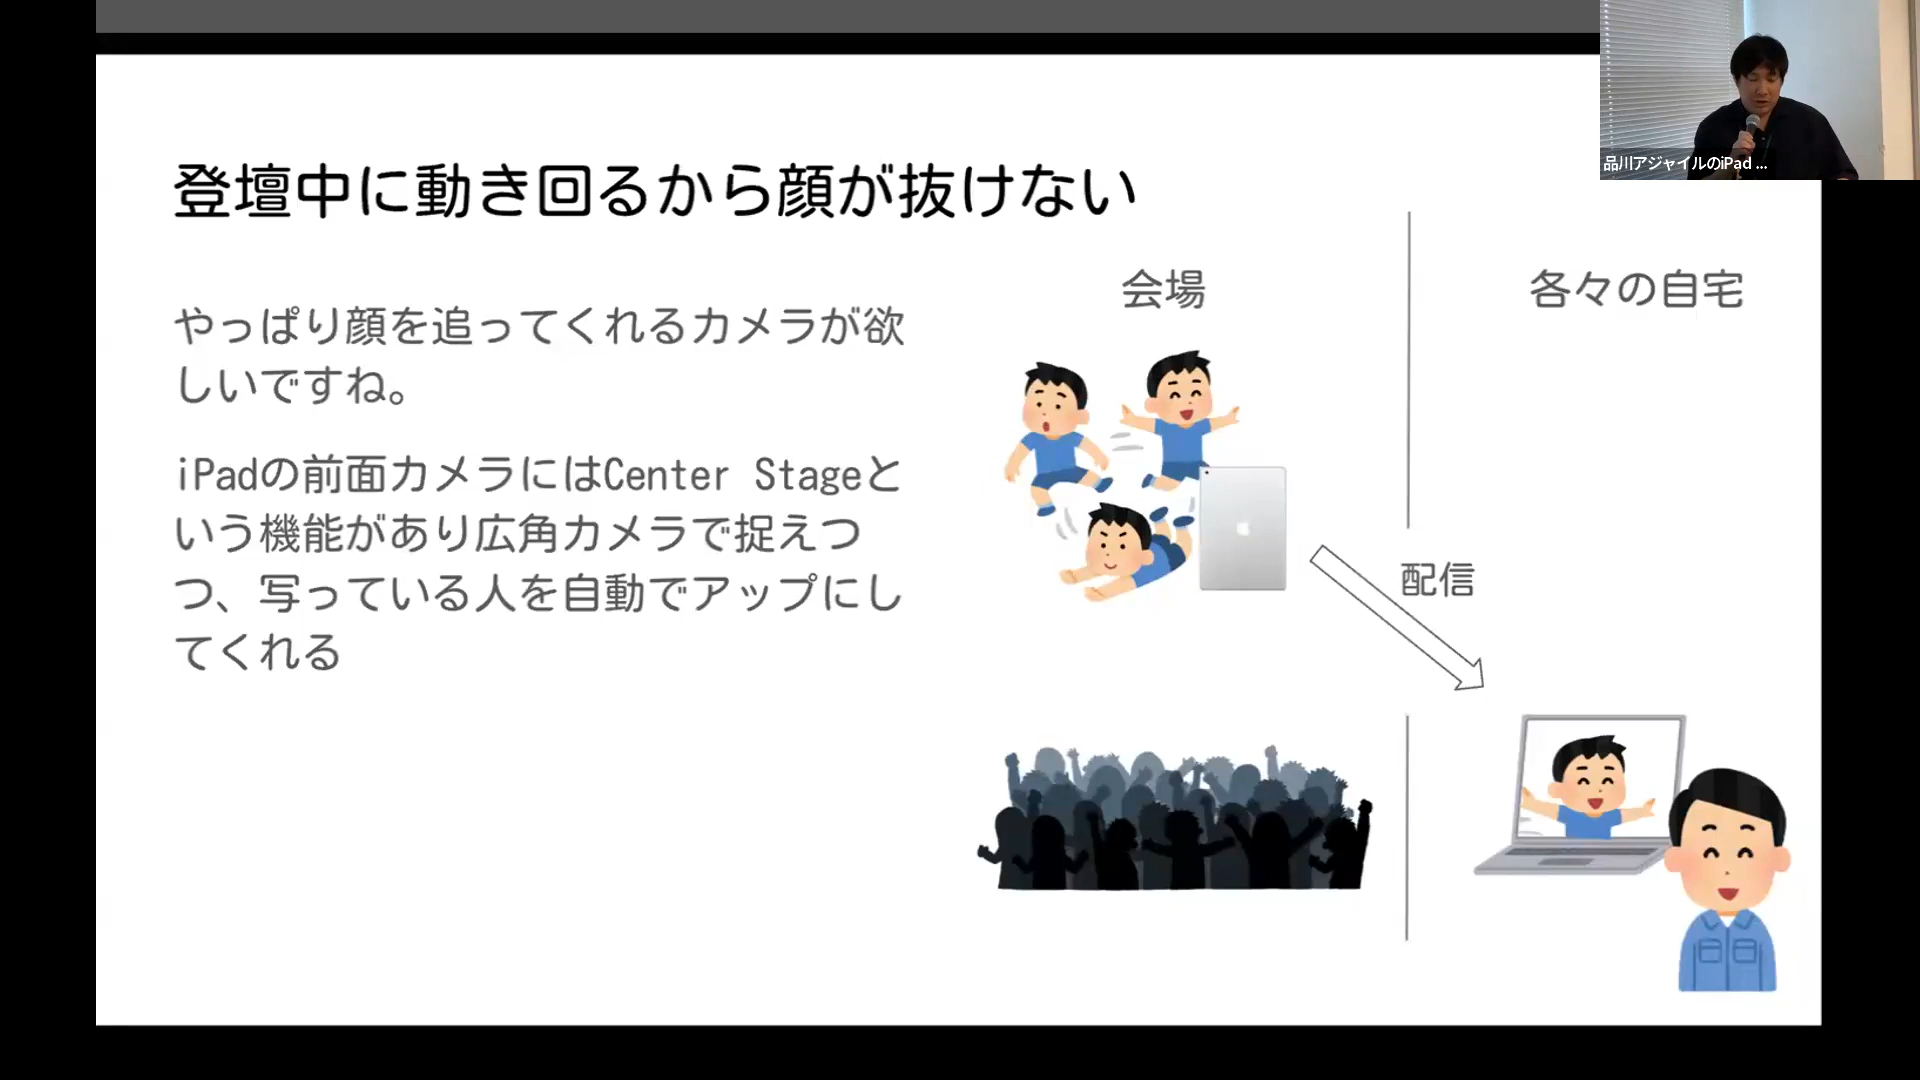 登壇中に動き回るから顔が抜けない
やっぱり顔を追ってくれるカメラが欲
しいですね。
iPadの前面カメラにはCenter Stageと
いう機能があり広角カメラで捉えつ
つ、写っている人を自動でアップにし
てくれる
会場
各々の自宅
配信
品川アジャイルのiPad ...